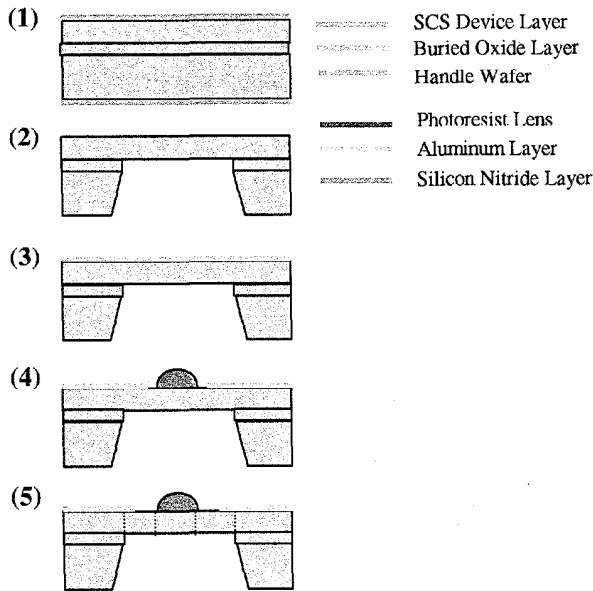 (1)
SCS Device Layer
Buried Oxide Layer
Handle Wafer
Photoresist Lens
Aluminum Layer
Silicon Nitride Layer
(2)
(3)
(4)
(5)